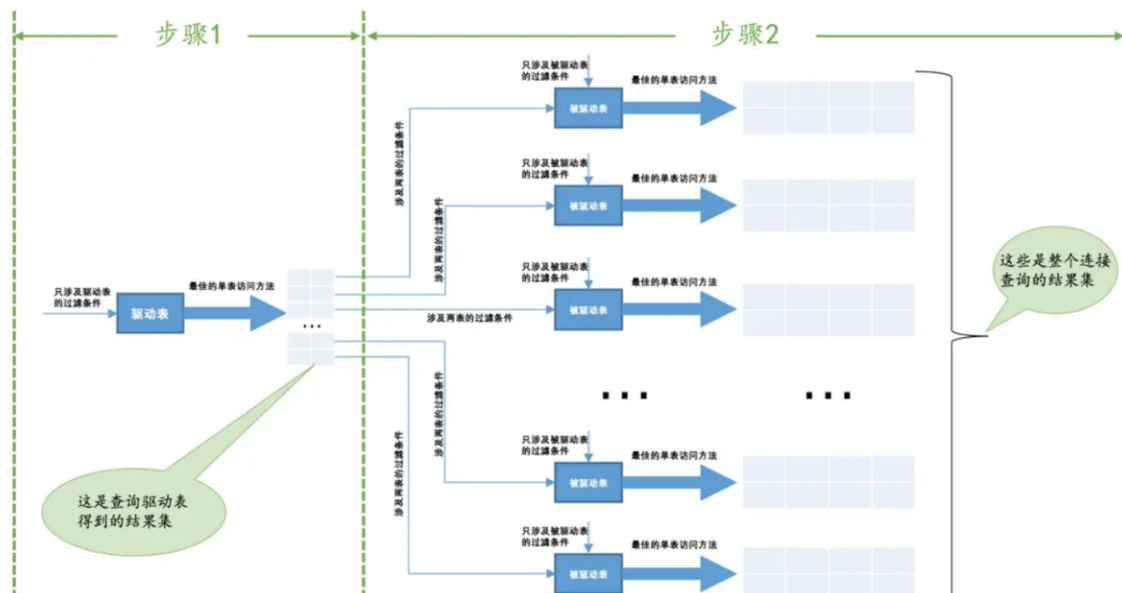 步骤1
步骤2
只涉及驱动表
的过滤条件
驱动表
最佳的单表访问方法
...
这是查询驱动表
得到的结果集
涉及两表的过滤条件
涉及两表的过滤条件
涉及两表的过滤条件
涉及两表的过滤条件
涉及两表的过滤条件
只涉及被驱动表
的过滤条件
被驱动表
最佳的单表访问方法
只涉及被驱动表
的过滤条件
被驱动表
最佳的单表访问方法
只涉及被驱动表
的过滤条件
被驱动表
最佳的单表访问方法
...
...
只涉及被驱动表
的过滤条件
被驱动表
最佳的单表访问方法
只涉及被驱动表
的过滤条件
被驱动表
最佳的单表访问方法
这些是整个连接
查询的结果集